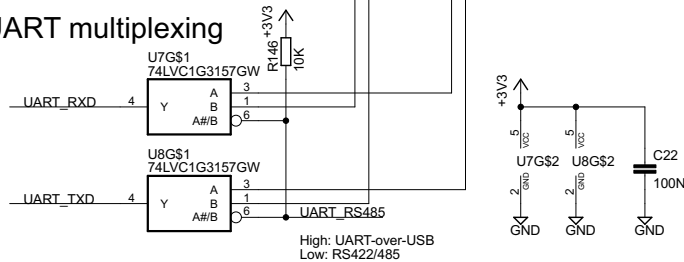 UART multiplexing
+3V3
R146
10K
U7G$1
74LVC1G3157GW
UART_RXD
4
Y
A
B
A#/B
3
1
6
U8G$1
74LVC1G3157GW
UART_TXD
4
Y
A
B
A#/B
3
1
6
UART_RS485
High: UART-over-USB
Low: RS422/485
+3V3
5
VCC
U7G$2
2
GND
GND
5
VCC
U8G$2
2
GND
GND
C22
100N
GND